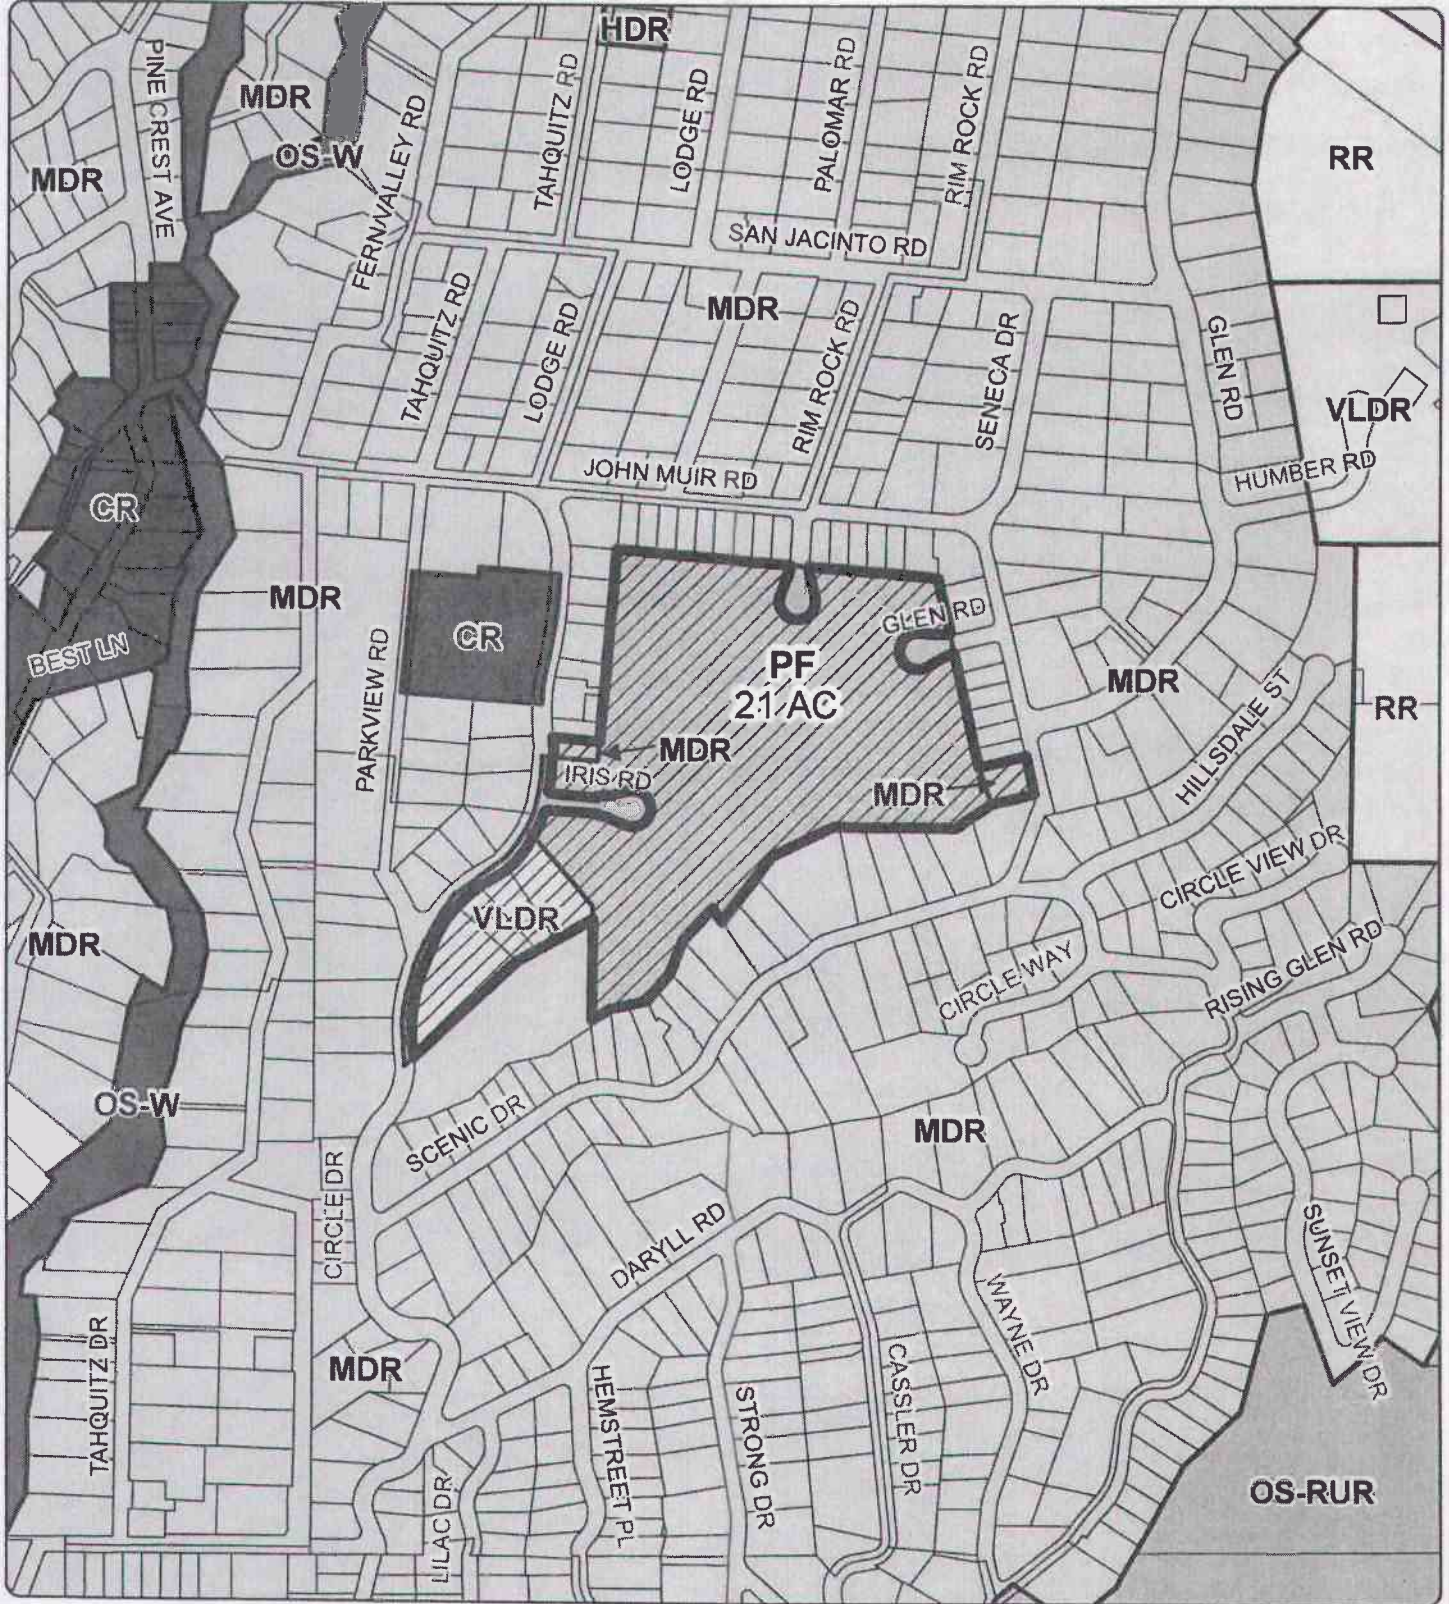 HDR
PINE CREST AVE
MDR
OS-W
MDR
FERN VALLEY RD
TAHQUITZ RD
LODGE RD
PALOMAR RD
RIM ROCK RD
RR
SAN JACINTO RD
TAHQUITZ RD
LODGE RD
MDR
RIM ROCK RD
SENECA DR
GLEN RD
VLDR
HUMBER RD
JOHN MUIR RD
CR
MDR
CR
BEST LN
PARKVIEW RD
GLEN RD
PF
21 AC
MDR
RR
MDR
IRIS RD
MDR
HILLSDALE ST
CIRCLE VIEW DR
VLDR
MDR
CIRCLE WAY
RISING GLEN RD
OS-W
SCENIC DR
MDR
CIRCLE DR
DARYLL RD
SUNSET VIEW DR
WAYNE DR
TAHQUITZ DR
MDR
HEMSTREET PL
STRONG DR
CASSLER DR
LILAC DR
OS-RUR